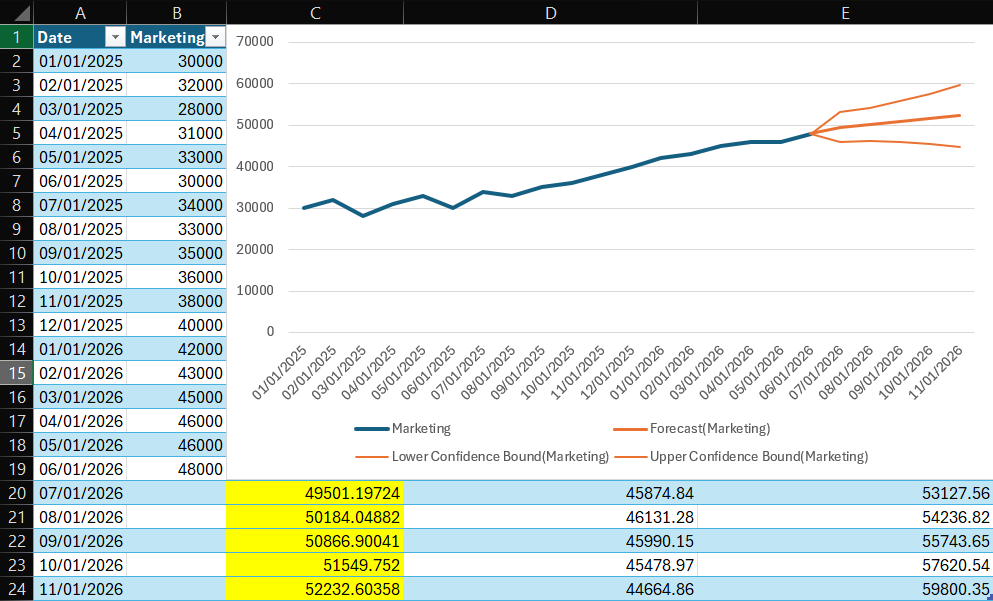 A B C D E
1 Date Marketing
2 01/01/2025 30000
3 02/01/2025 32000
4 03/01/2025 28000
5 04/01/2025 31000
6 05/01/2025 33000
7 06/01/2025 30000
8 07/01/2025 34000
9 08/01/2025 33000
10 09/01/2025 35000
11 10/01/2025 36000
12 11/01/2025 38000
13 12/01/2025 40000
14 01/01/2026 42000
15 02/01/2026 43000
16 03/01/2026 45000
17 04/01/2026 46000
18 05/01/2026 46000
19 06/01/2026 48000
70000
60000
50000
40000
30000
20000
10000
0
01/01/2025 02/01/2025 03/01/2025 04/01/2025 05/01/2025 06/01/2025 07/01/2025 08/01/2025 09/01/2025 10/01/2025 11/01/2025 12/01/2025 01/01/2026 02/01/2026 03/01/2026 04/01/2026 05/01/2026 06/01/2026 07/01/2026 08/01/2026 09/01/2026 10/01/2026 11/01/2026
Marketing Forecast(Marketing)
Lower Confidence Bound(Marketing) Upper Confidence Bound(Marketing)
20 07/01/2026 49501.19724 45874.84 53127.56
21 08/01/2026 50184.04882 46131.28 54236.82
22 09/01/2026 50866.90041 45990.15 55743.65
23 10/01/2026 51549.752 45478.97 57620.54
24 11/01/2026 52232.60358 44664.86 59800.35